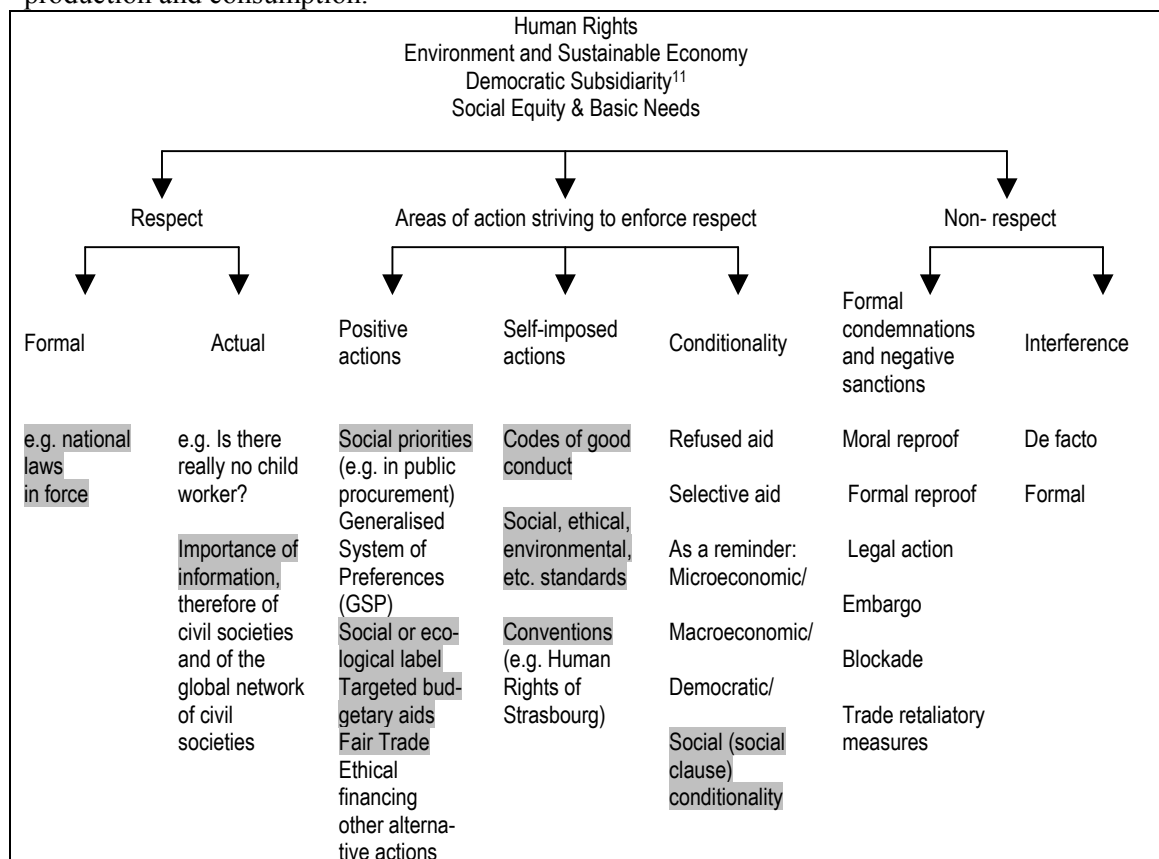 production and consumption.
Human Rights
Environment and Sustainable Economy
Democratic Subsidiarity11
Social Equity & Basic Needs
Respect
Areas of action striving to enforce respect
Non- respect
Formal
Actual
Positive
actions
Self-imposed
actions
Conditionality
Formal
condemnations
and negative
sanctions
Interference
e.g. national
laws
in force
e.g. Is there
really no child
worker?
Importance of
information,
therefore of
civil societies
and of the
global network
of civil
societies
Social priorities
(e.g. in public
procurement)
Generalised
System of
Preferences
(GSP)
Social or eco-
logical label
Targeted bud-
getary aids
Fair Trade
Ethical
financing
other alterna-
tive actions
Codes of good
conduct
Social, ethical,
environmental,
etc. standards
Conventions
(e.g. Human
Rights of
Strasbourg)
Refused aid
Selective aid
As a reminder:
Microeconomic/
Macroeconomic/
Democratic/
Social (social
clause)
conditionality
Moral reproof
Formal reproof
Legal action
Embargo
Blockade
Trade retaliatory
measures
De facto
Formal